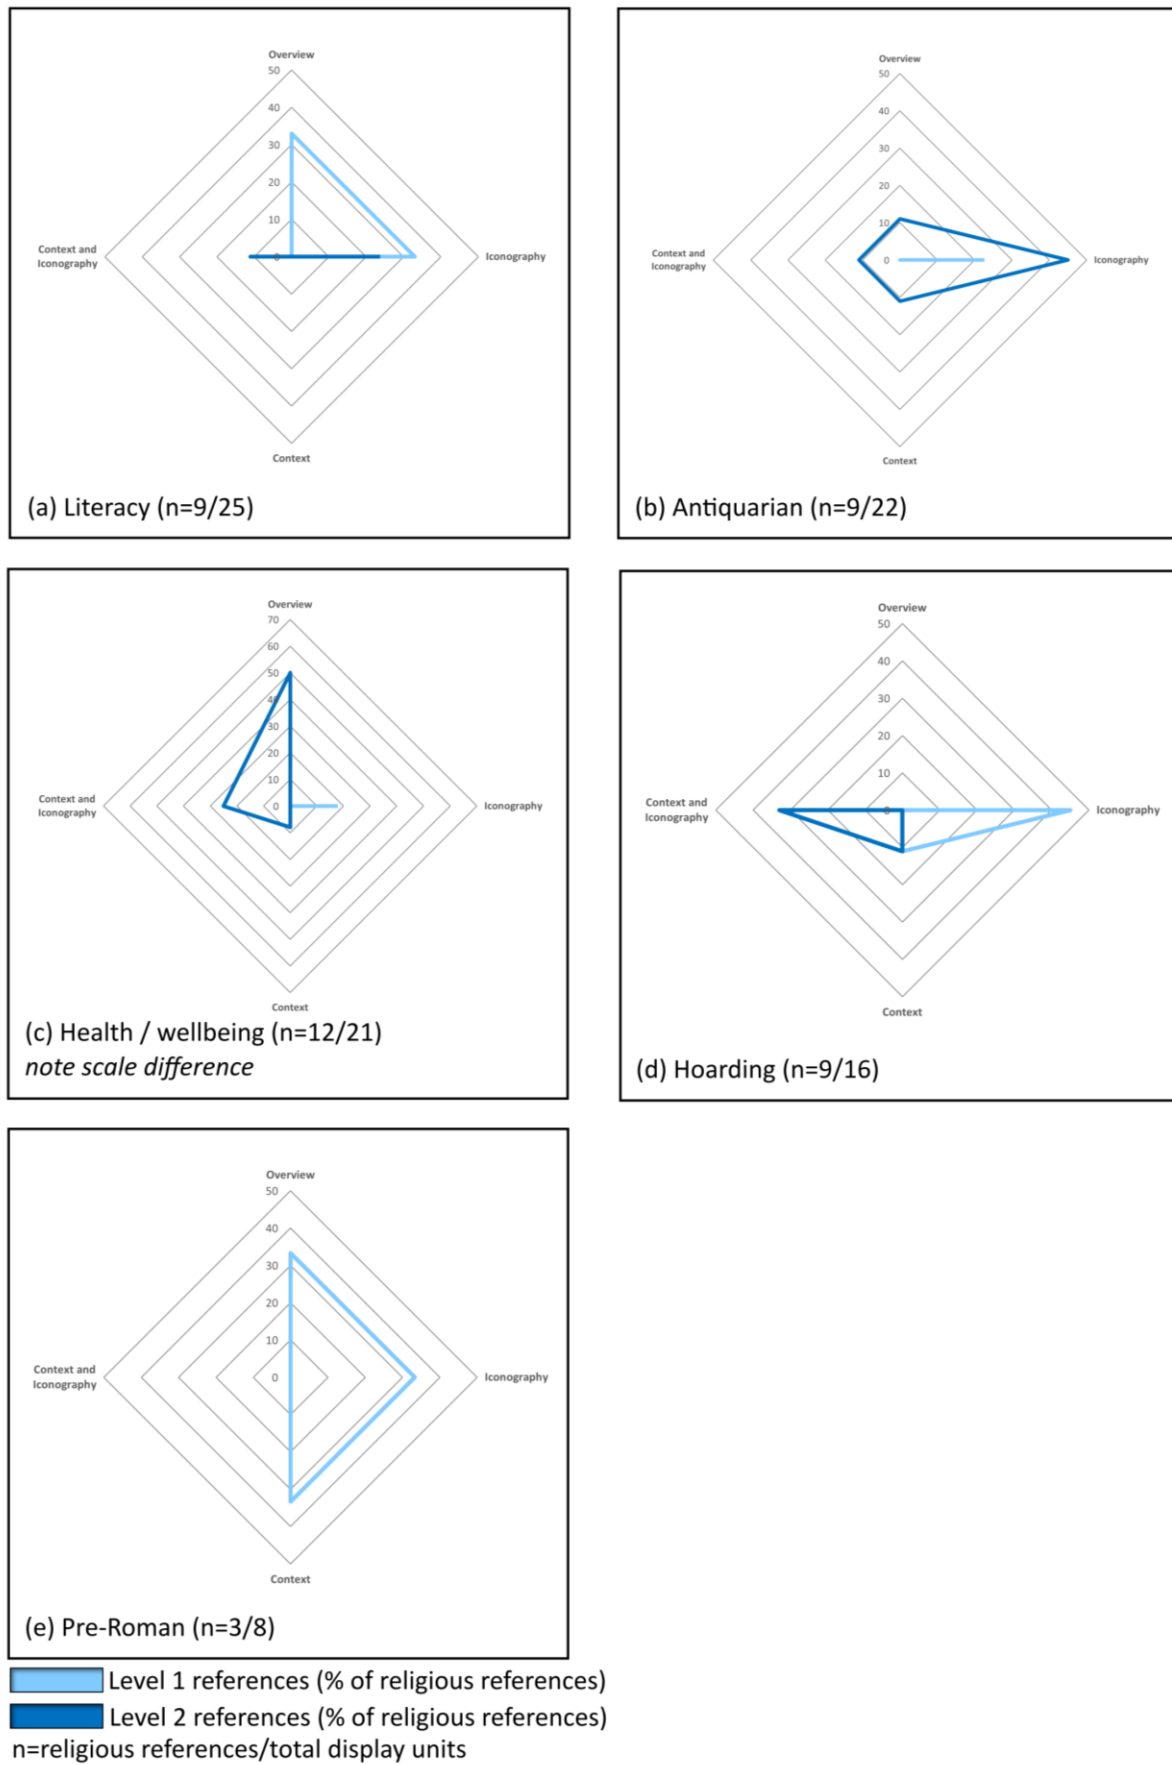 Overview
50
40
30
20
10
0
Context and
Iconography
Iconography
Context
(a) Literacy (n=9/25)
Overview
50
40
30
20
10
0
Context and
Iconography
Iconography
Context
(b) Antiquarian (n=9/22)
Overview
70
60
50
40
30
20
10
0
Context and
Iconography
Iconography
Context
(c) Health / wellbeing (n=12/21)
note scale difference
Overview
50
40
30
20
10
0
Context and
Iconography
Iconography
Context
(d) Hoarding (n=9/16)
Overview
50
40
30
20
10
0
Context and
Iconography
Iconography
Context
(e) Pre-Roman (n=3/8)
Level 1 references (% of religious references)
Level 2 references (% of religious references)
n=religious references/total display units